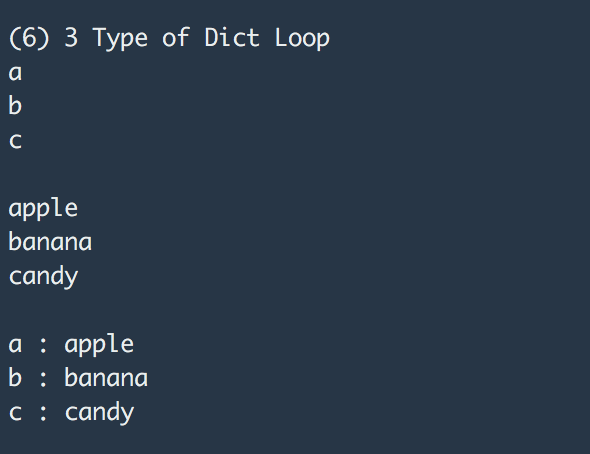 (6) 3 Type of Dict Loop
a
b
c
apple
banana
candy
a : apple
b : banana
c : candy